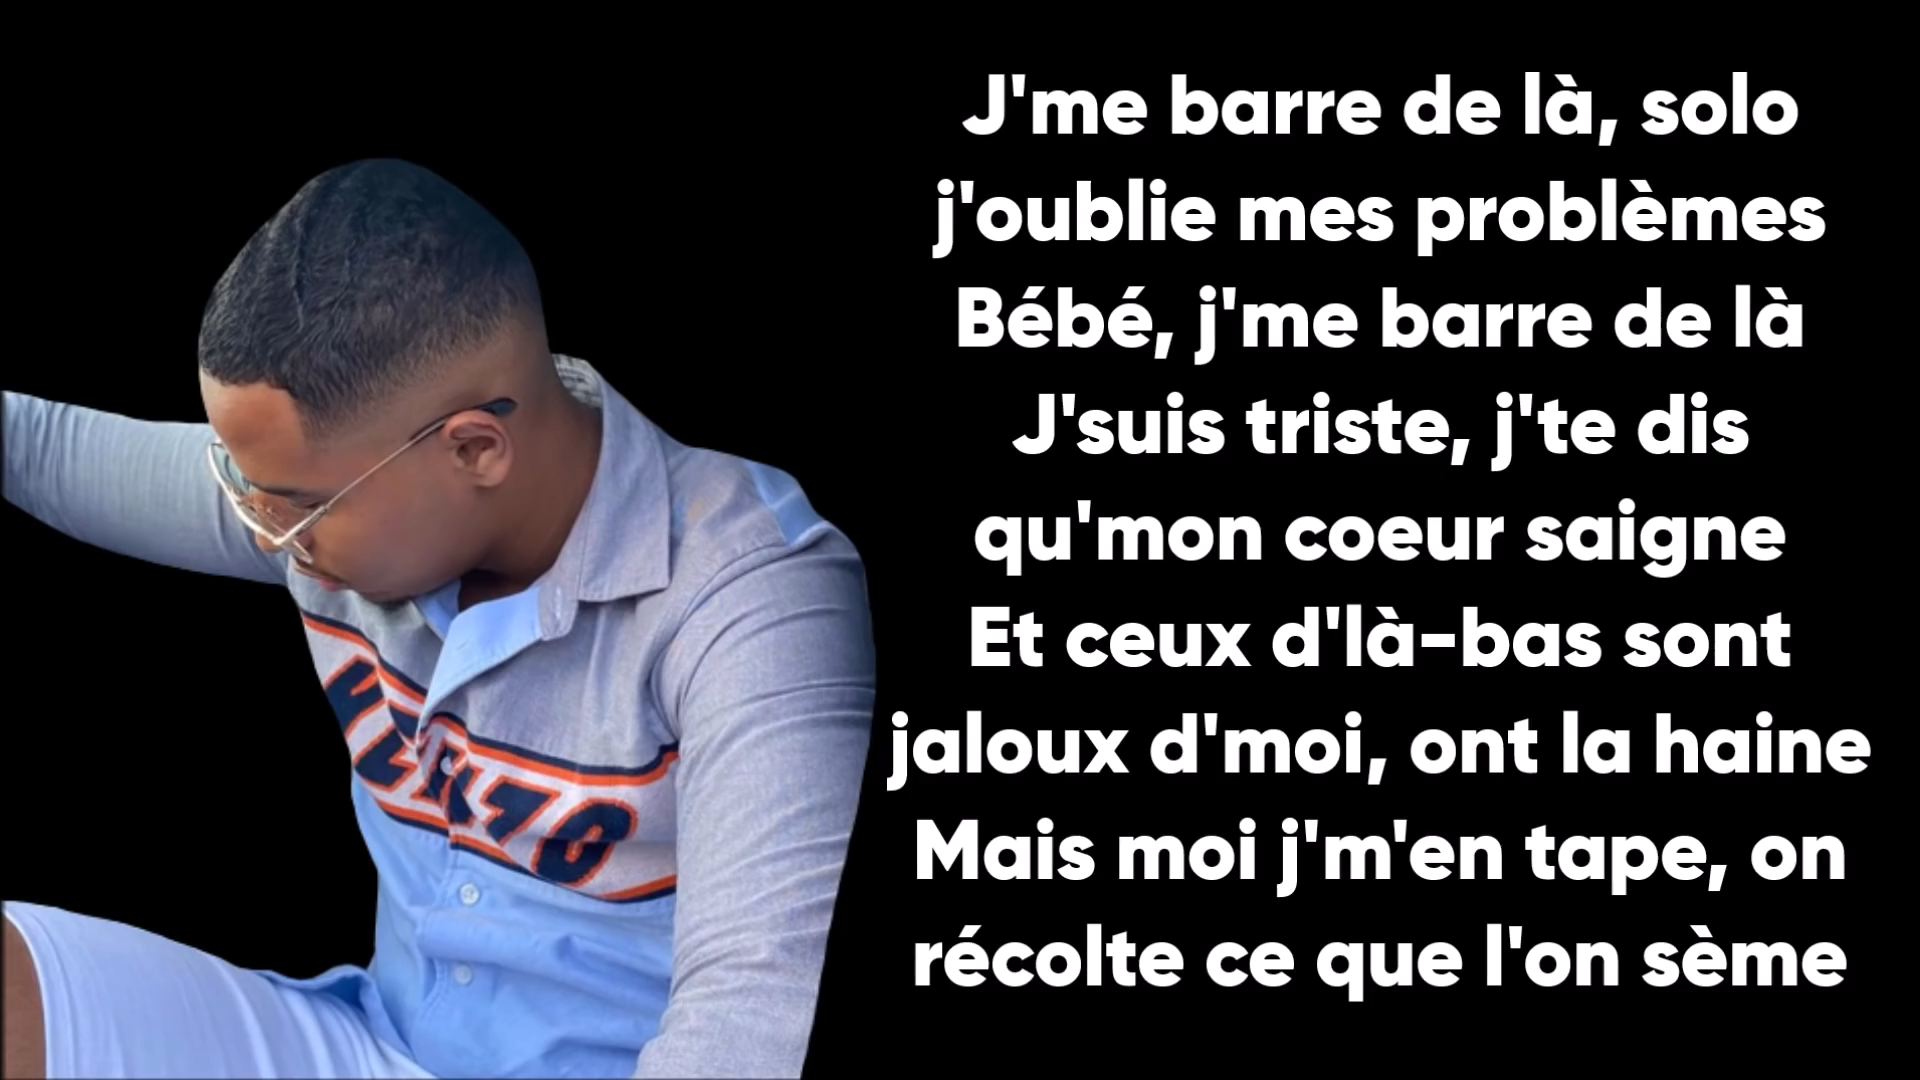 J'me barre de là, solo
j'oublie mes problèmes
Bébé, j'me barre de là
J'suis triste, j'te dis
qu'mon coeur saigne
Et ceux d'là-bas sont
jaloux d'moi, ont la haine
Mais moi j'm'en tape, on
récolte ce que l'on sème
KENZO